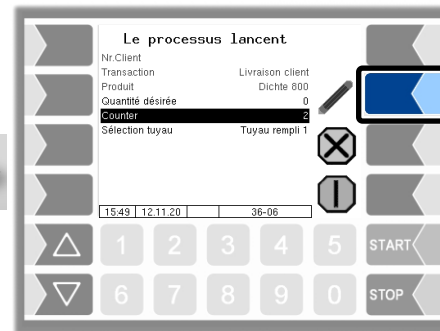 Le processus lancent
Nr.Client
Transaction Livraison client
Produit Dichte 800
Quantité désirée 0
Counter 2
Sélection tuyau Tuyau rempli 1
15:49 12.11.20 36-06
1 2 3 4 5 START
6 7 8 9 0 STOP